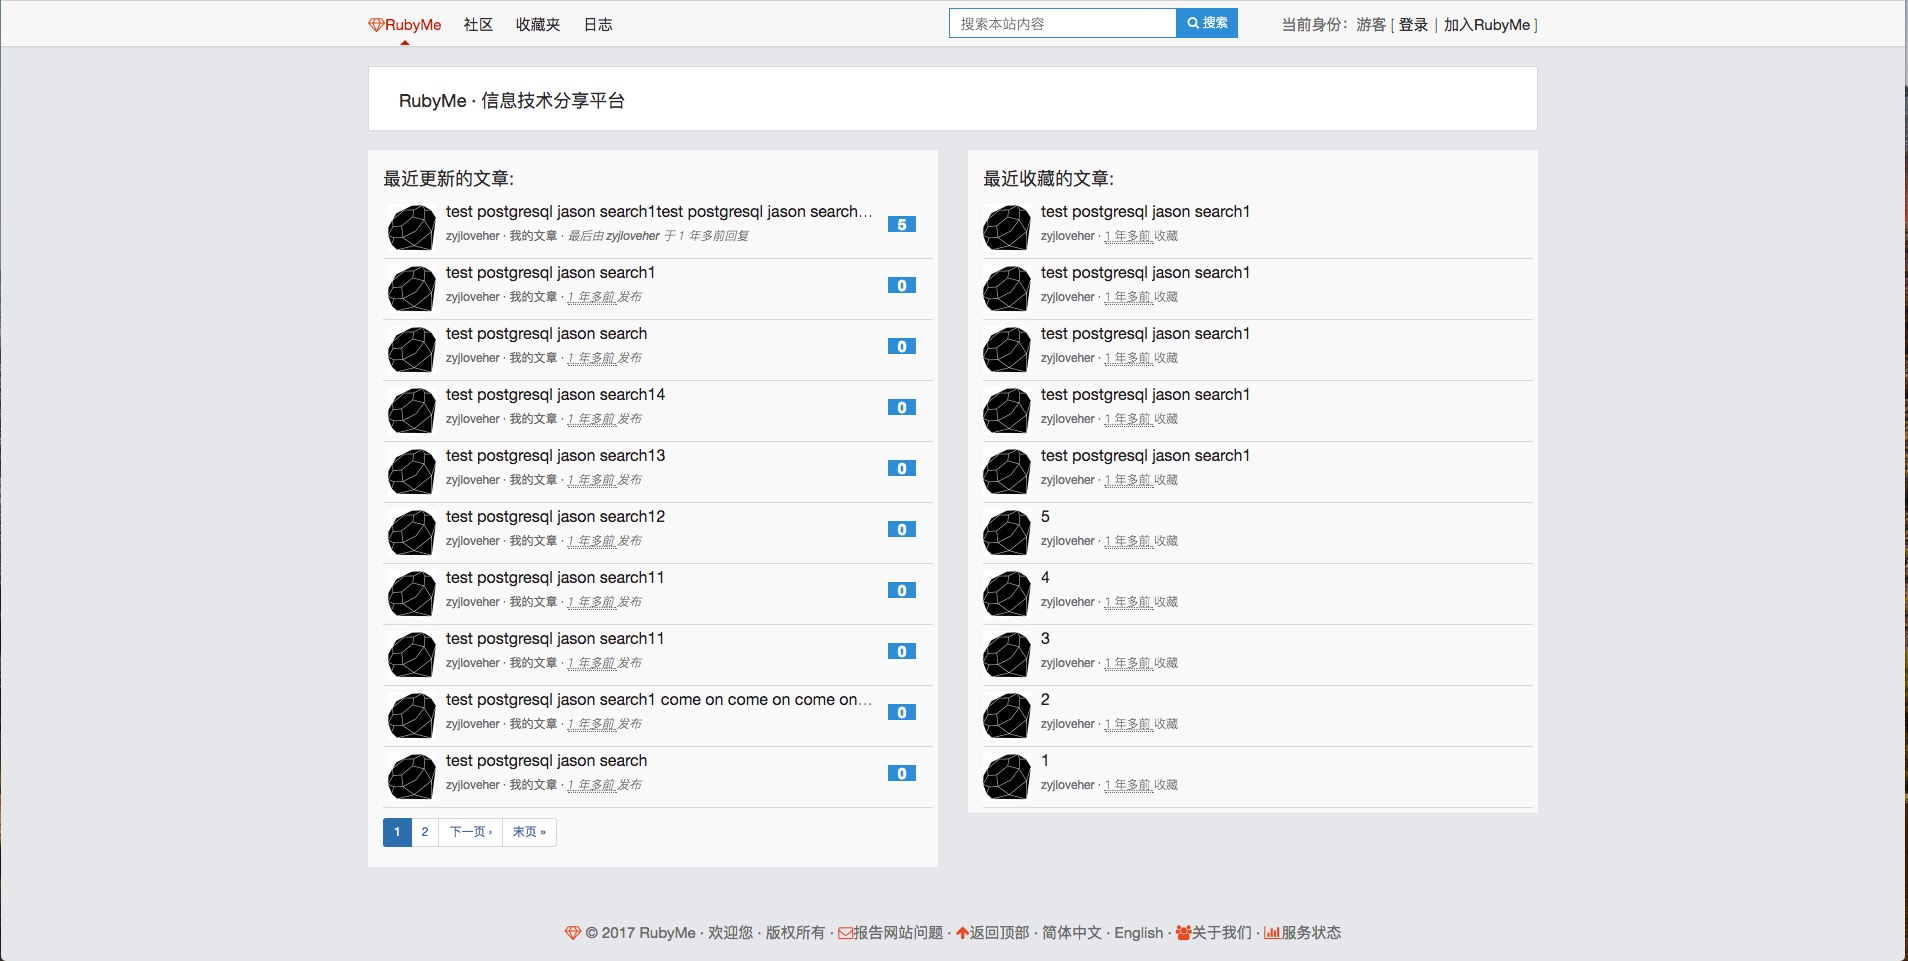 RubyMe 社区 收藏夹 日志 搜索本站内容 搜索 当前身份：游客 [ 登录 | 加入RubyMe ]
RubyMe · 信息技术分享平台
最近更新的文章:
test postgresql jason search1test postgresql jason search...
5
zyjloveher · 我的文章 · 最后由 zyjloveher 于 1 年多前回复
test postgresql jason search1
0
zyjloveher · 我的文章 · 1 年多前 发布
test postgresql jason search
0
zyjloveher · 我的文章 · 1 年多前 发布
test postgresql jason search14
0
zyjloveher · 我的文章 · 1 年多前 发布
test postgresql jason search13
0
zyjloveher · 我的文章 · 1 年多前 发布
test postgresql jason search12
0
zyjloveher · 我的文章 · 1 年多前 发布
test postgresql jason search11
0
zyjloveher · 我的文章 · 1 年多前 发布
test postgresql jason search11
0
zyjloveher · 我的文章 · 1 年多前 发布
test postgresql jason search1 come on come on come on...
0
zyjloveher · 我的文章 · 1 年多前 发布
test postgresql jason search
0
zyjloveher · 我的文章 · 1 年多前 发布
1 2 下一页 › 末页 »
最近收藏的文章:
test postgresql jason search1
zyjloveher · 1 年多前 收藏
test postgresql jason search1
zyjloveher · 1 年多前 收藏
test postgresql jason search1
zyjloveher · 1 年多前 收藏
test postgresql jason search1
zyjloveher · 1 年多前 收藏
test postgresql jason search1
zyjloveher · 1 年多前 收藏
5
zyjloveher · 1 年多前 收藏
4
zyjloveher · 1 年多前 收藏
3
zyjloveher · 1 年多前 收藏
2
zyjloveher · 1 年多前 收藏
1
zyjloveher · 1 年多前 收藏
© 2017 RubyMe · 欢迎您 · 版权所有 · 报告网站问题 · 返回顶部 · 简体中文 · English · 关于我们 · 服务状态